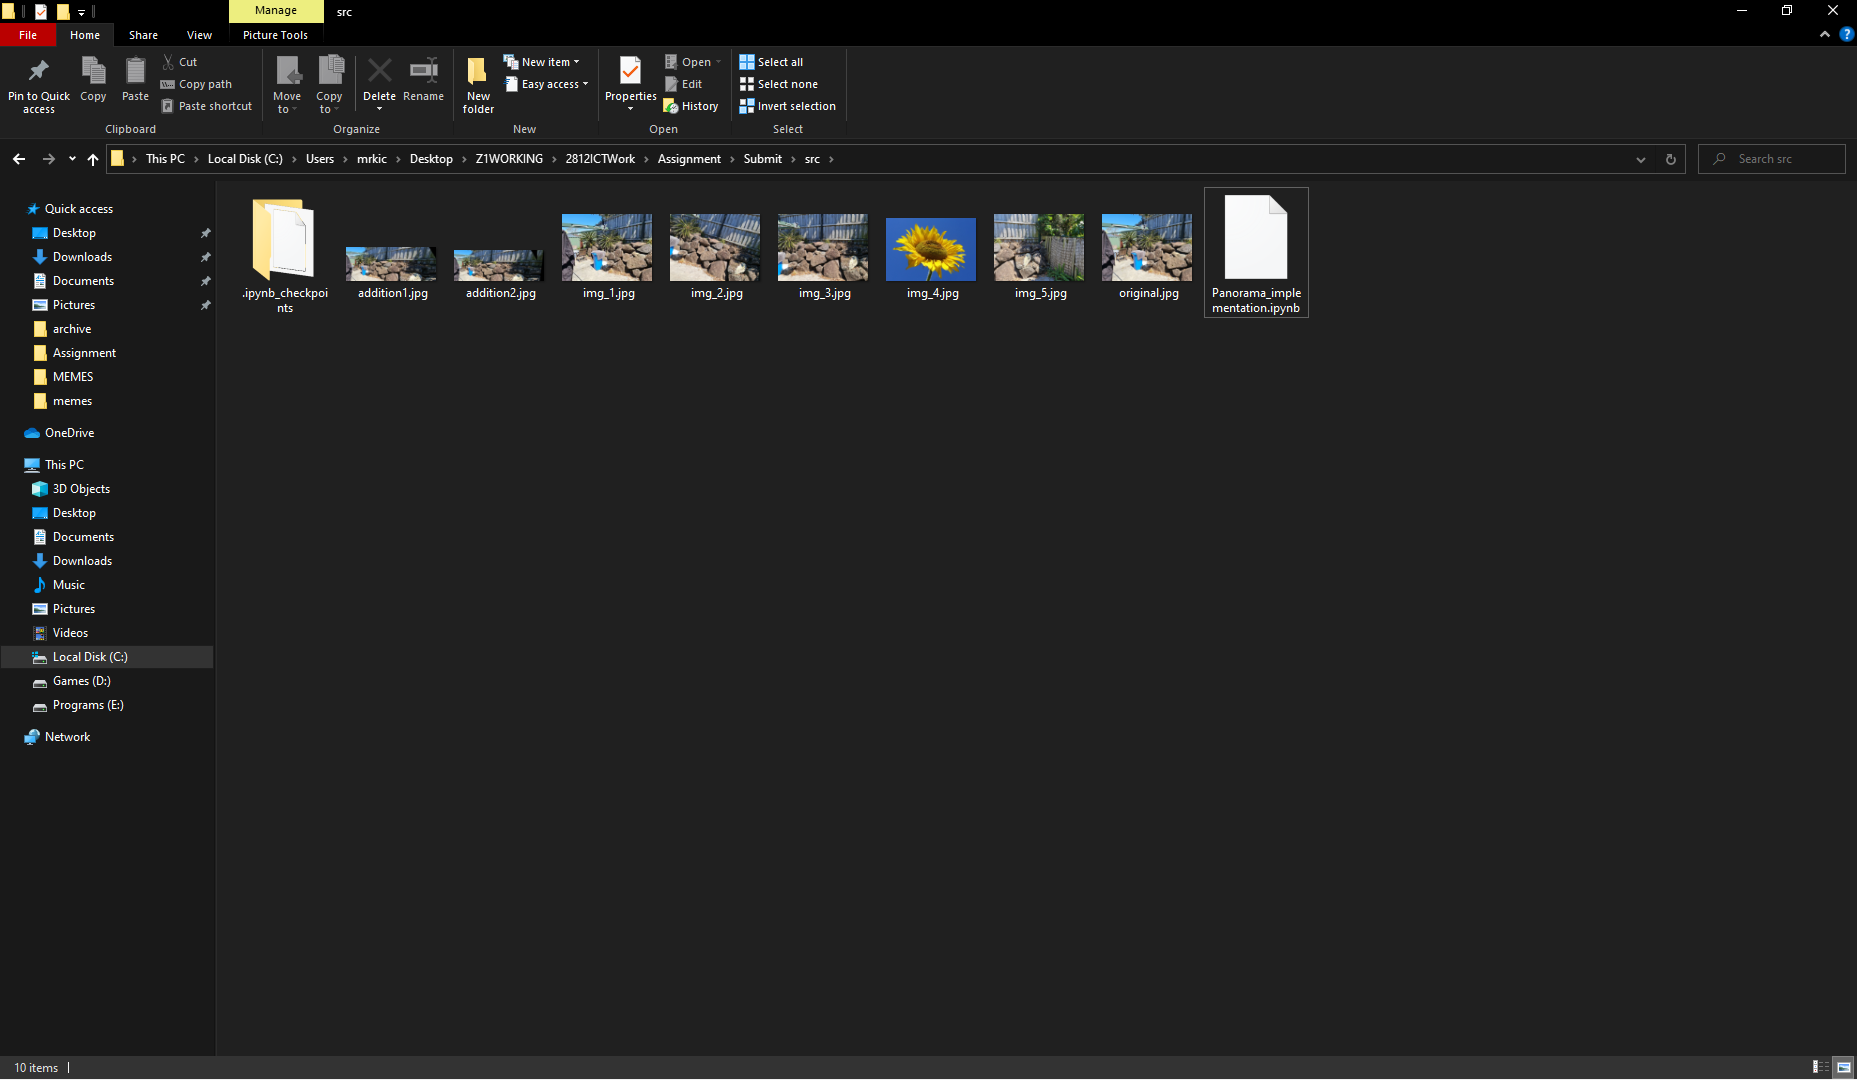 Manage
src
File
Home
Share
View
Picture Tools
Pin to Quick
access
Copy
Paste
Cut
Copy path
Paste shortcut
Clipboard
Move
to
Copy
to
Delete
Rename
Organize
New
folder
New item
Easy access
New
Properties
Open
Edit
History
Open
Select all
Select none
Invert selection
Select
This PC
Local Disk (C:)
Users
mrkic
Desktop
Z1WORKING
2812ICTWork
Assignment
Submit
src
Search src
Quick access
Desktop
Downloads
Documents
Pictures
archive
Assignment
MEMES
memes
OneDrive
This PC
3D Objects
Desktop
Documents
Downloads
Music
Pictures
Videos
Local Disk (C:)
Games (D:)
Programs (E:)
Network
.ipynb_checkpoi
nts
addition1.jpg
addition2.jpg
img_1.jpg
img_2.jpg
img_3.jpg
img_4.jpg
img_5.jpg
original.jpg
Panorama_imple
mentation.ipynb
10 items